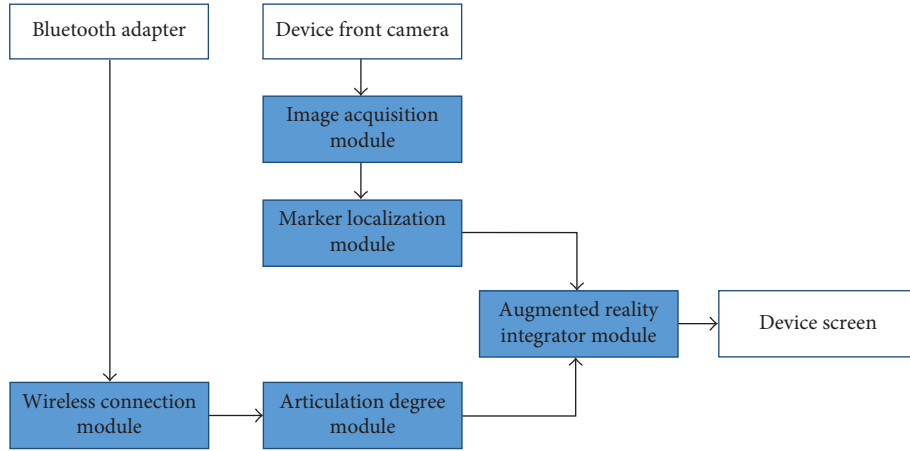 Bluetooth adapter
Device front camera
Image acquisition
module
Marker localization
module
Augmented reality
integrator module
Device screen
Wireless connection
module
Articulation degree
module